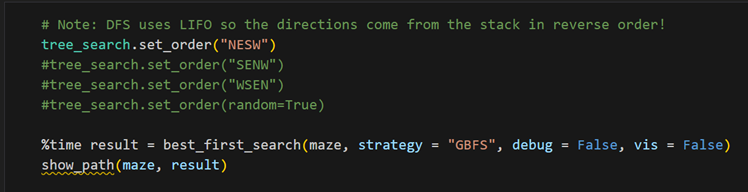 # Note: DFS uses LIFO so the directions come from the stack in reverse order!
tree_search.set_order("NESW")
#tree_search.set_order("SENW")
#tree_search.set_order("WSEN")
#tree_search.set_order(random=True)
%time result = best_first_search(maze, strategy = "GBFS", debug = False, vis = False)
show_path(maze, result)